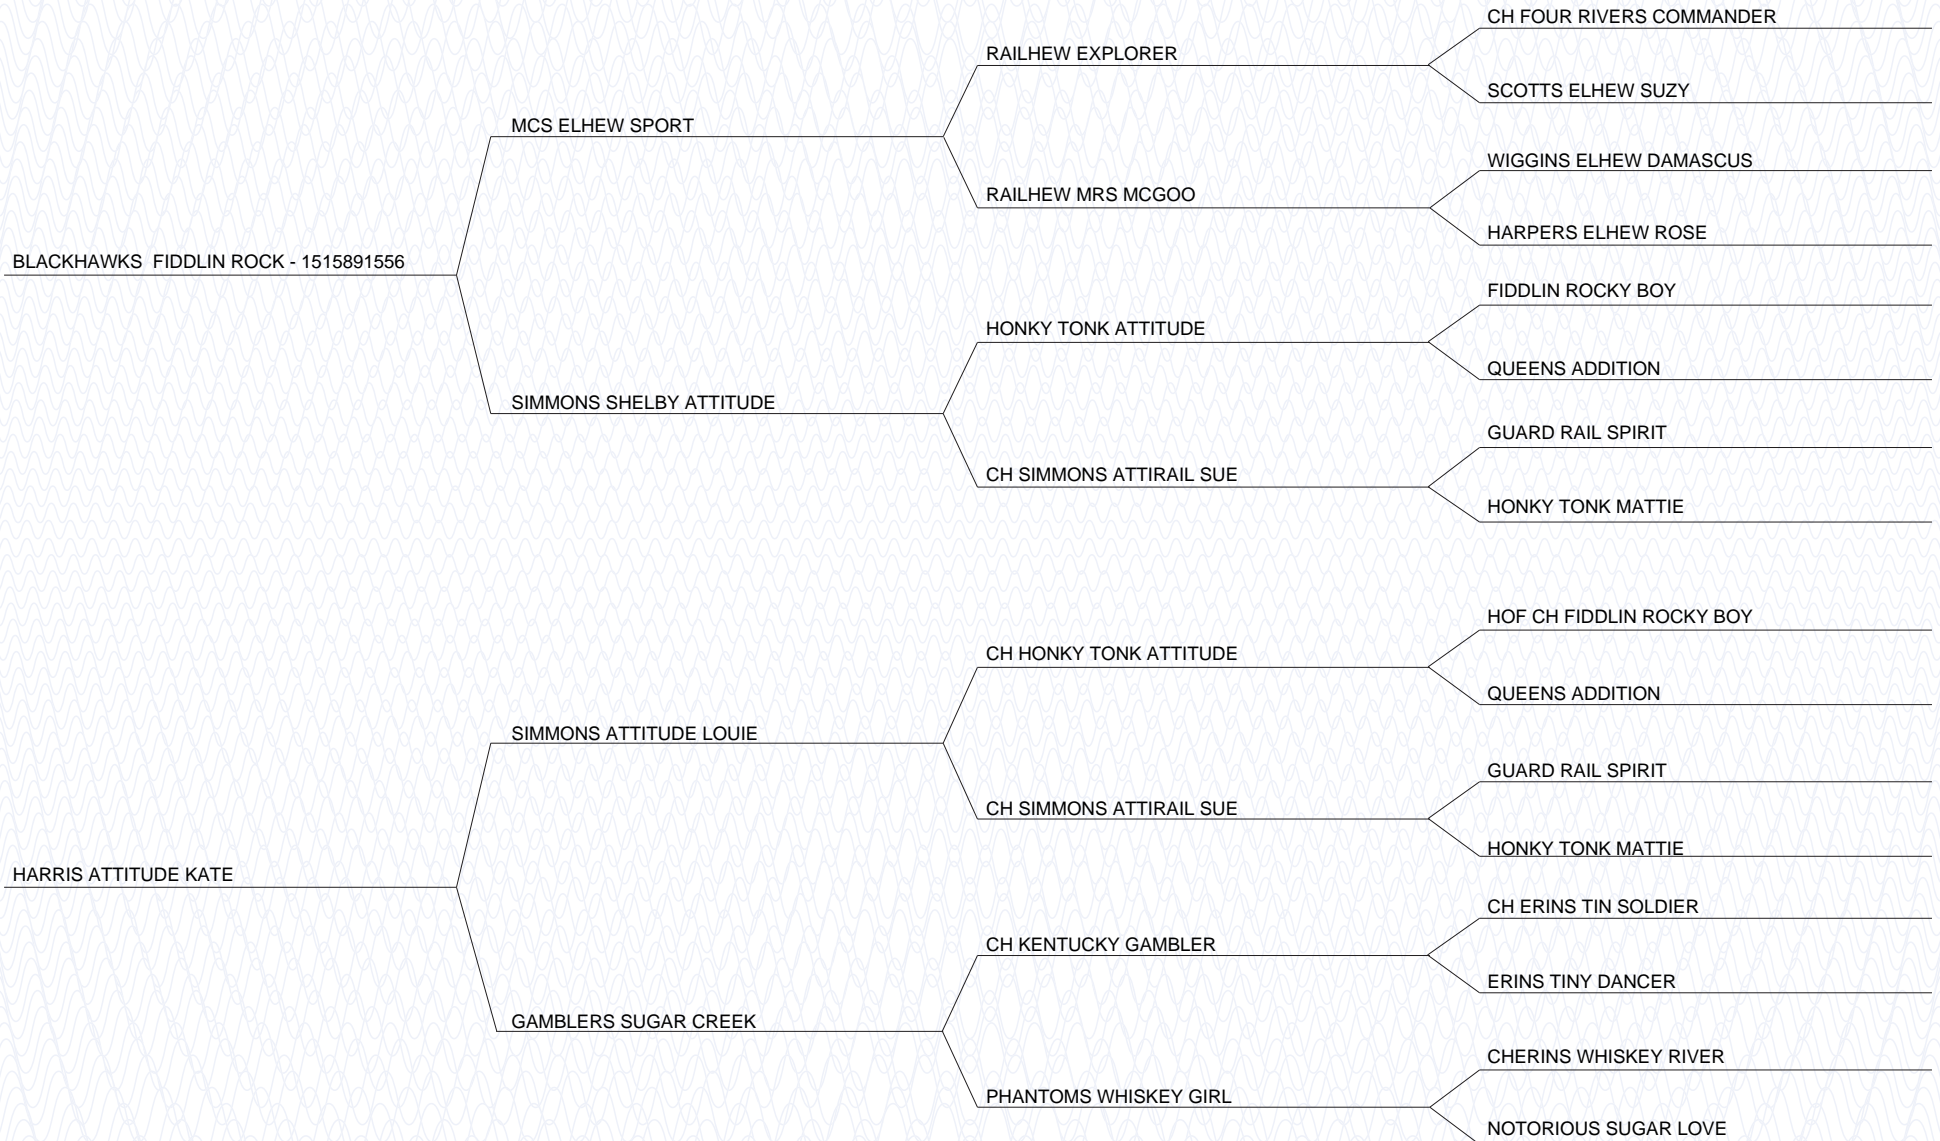 CH FOUR RIVERS COMMANDER
RAILHEW EXPLORER
SCOTTS ELHEW SUZY
MCS ELHEW SPORT
WIGGINS ELHEW DAMASCUS
RAILHEW MRS MCGOO
HARPERS ELHEW ROSE
BLACKHAWKS  FIDDLIN ROCK - 1515891556
FIDDLIN ROCKY BOY
HONKY TONK ATTITUDE
QUEENS ADDITION
SIMMONS SHELBY ATTITUDE
GUARD RAIL SPIRIT
CH SIMMONS ATTIRAIL SUE
HONKY TONK MATTIE
HOF CH FIDDLIN ROCKY BOY
CH HONKY TONK ATTITUDE
QUEENS ADDITION
SIMMONS ATTITUDE LOUIE
GUARD RAIL SPIRIT
CH SIMMONS ATTIRAIL SUE
HONKY TONK MATTIE
HARRIS ATTITUDE KATE
CH ERINS TIN SOLDIER
CH KENTUCKY GAMBLER
ERINS TINY DANCER
GAMBLERS SUGAR CREEK
CHERINS WHISKEY RIVER
PHANTOMS WHISKEY GIRL
NOTORIOUS SUGAR LOVE